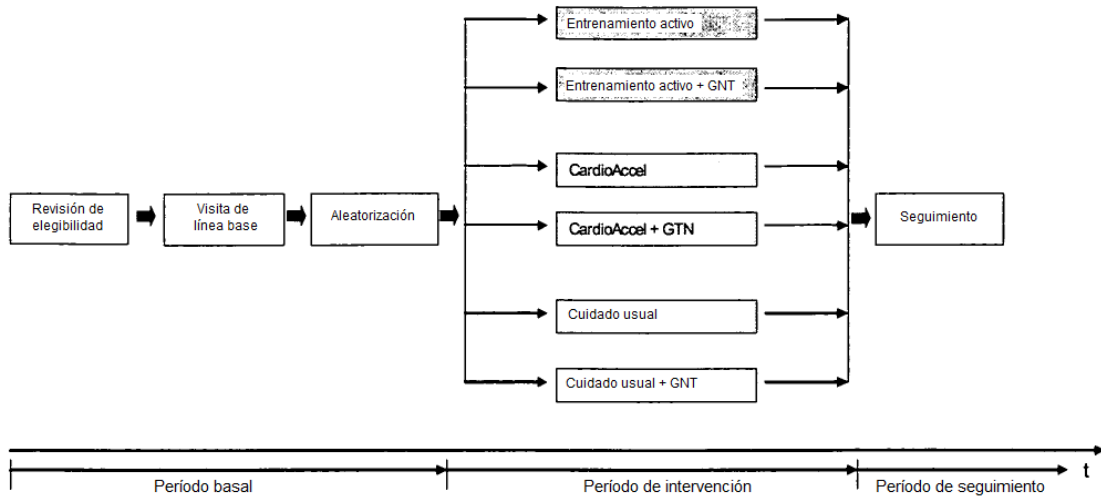 Entrenamiento activo
Entrenamiento activo + GNT
CardioAccel
Revisión de
elegibilidad
Visita de
línea base
Aleatorización
CardioAccel + GTN
Seguimiento
Cuidado usual
Cuidado usual + GNT
t
Período basal
Período de intervención
Período de seguimiento